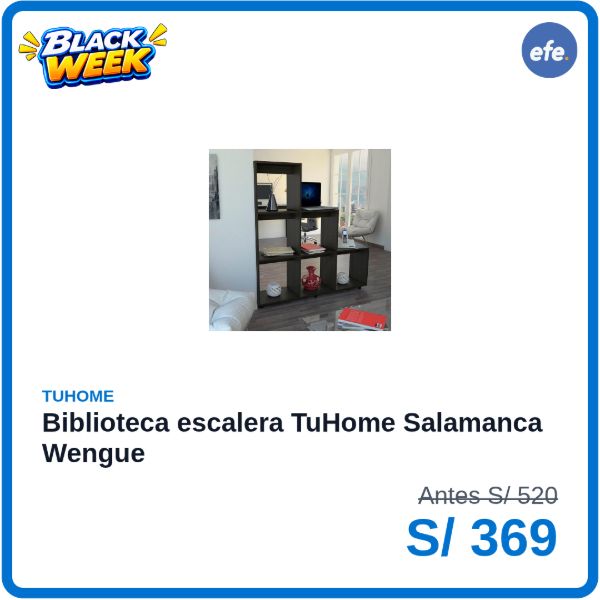 BLACK
WEEK
efe.
TUHOME
Biblioteca escalera TuHome Salamanca
Wengue
Antes S/ 520
S/ 369